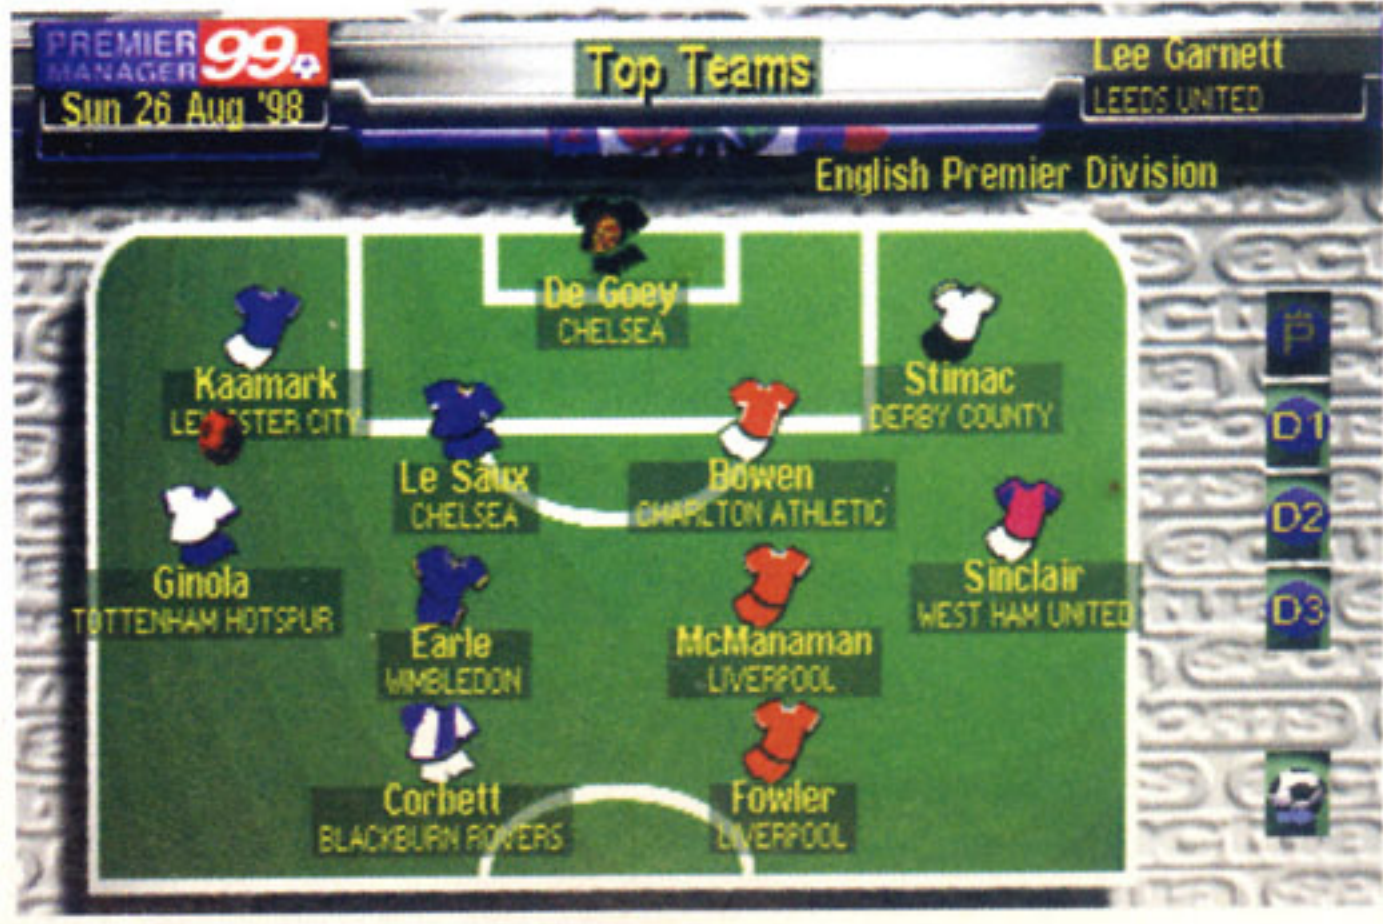 PREMIER
MANAGER
99
Sun 26 Aug '98
Top Teams
Lee Garnett
LEEDS UNITED
English Premier Division
De Goey
CHELSEA
Kaamark
LEICESTER CITY
Stimac
DERBY COUNTY
Le Saux
CHELSEA
Bowen
CHARLTON ATHLETIC
Ginola
TOTTENHAM HOTSPUR
Sinclair
WEST HAM UNITED
Earle
WIMBLEDON
McManaman
LIVERPOOL
Corbett
BLACKBURN ROVERS
Fowler
LIVERPOOL
P
D1
D2
D3